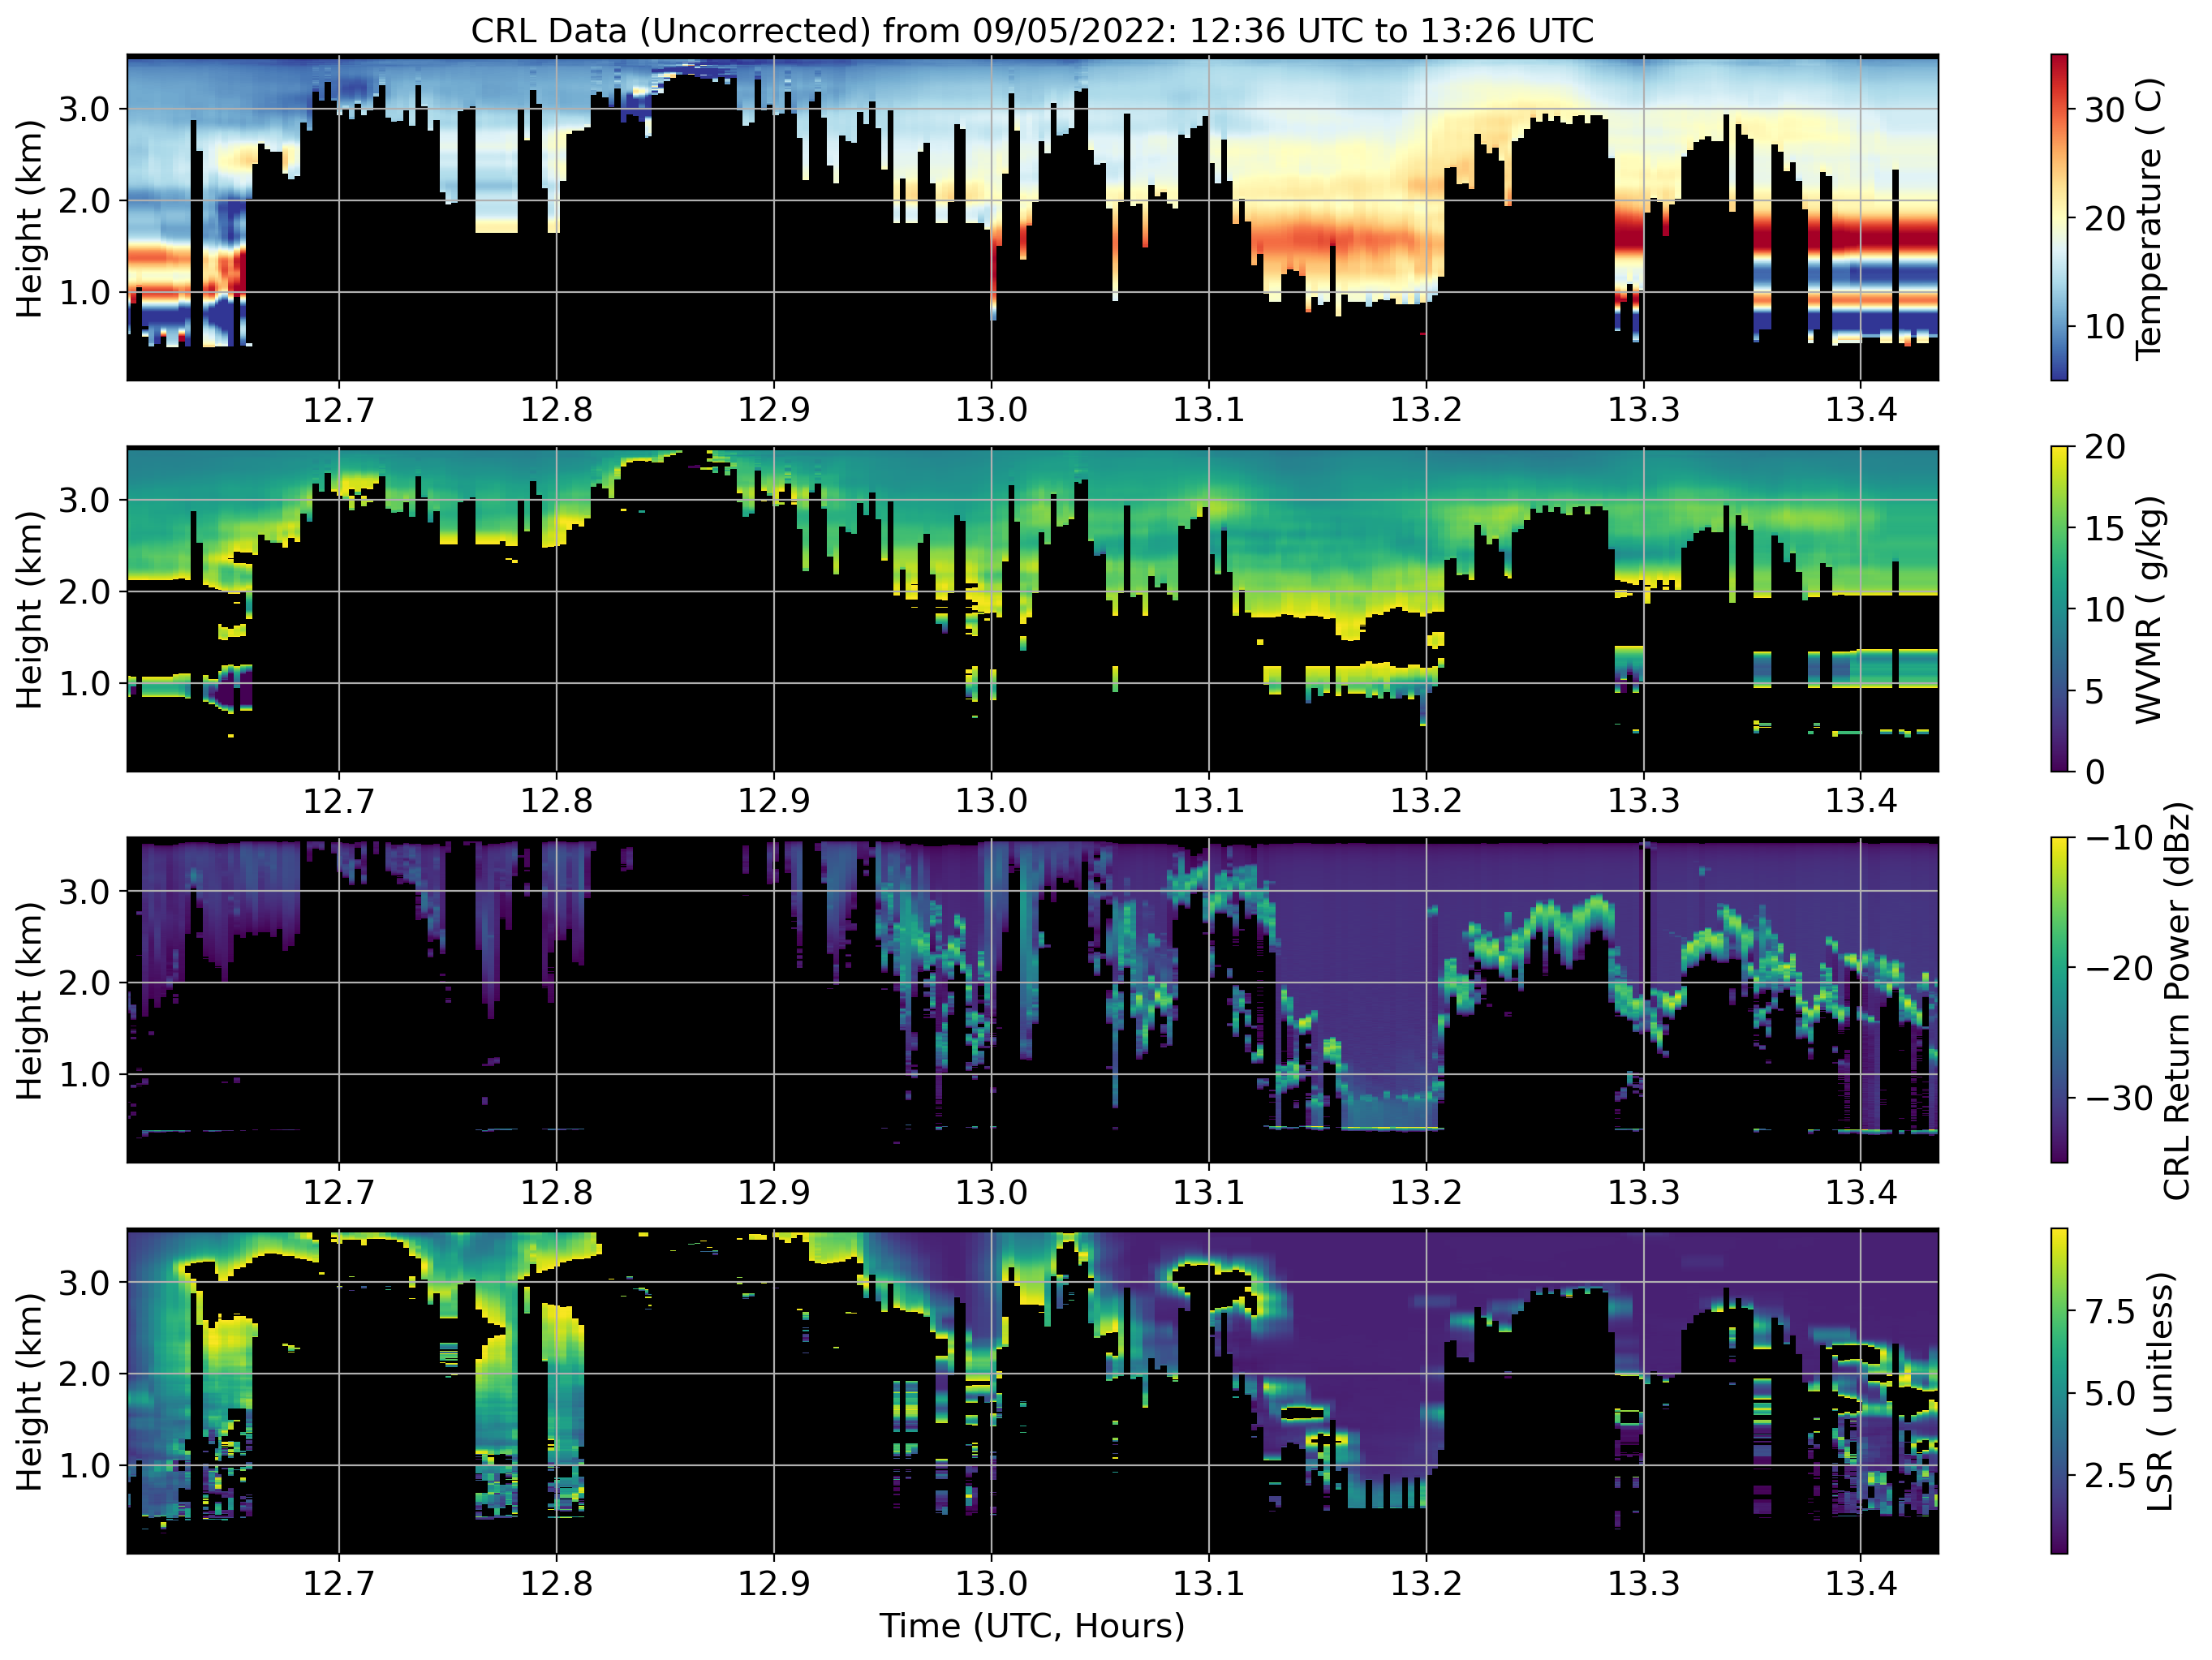 CRL Data (Uncorrected) from 09/05/2022: 12:36 UTC to 13:26 UTC
Height (km)
3.0
2.0
1.0
12.7 12.8 12.9 13.0 13.1 13.2 13.3 13.4
30
20
10
Temperature ( C)
Height (km)
3.0
2.0
1.0
12.7 12.8 12.9 13.0 13.1 13.2 13.3 13.4
20
15
10
5
0
WVMR ( g/kg)
Height (km)
3.0
2.0
1.0
12.7 12.8 12.9 13.0 13.1 13.2 13.3 13.4
−10
−20
−30
CRL Return Power (dBz)
Height (km)
3.0
2.0
1.0
12.7 12.8 12.9 13.0 13.1 13.2 13.3 13.4
Time (UTC, Hours)
7.5
5.0
2.5
LSR ( unitless)